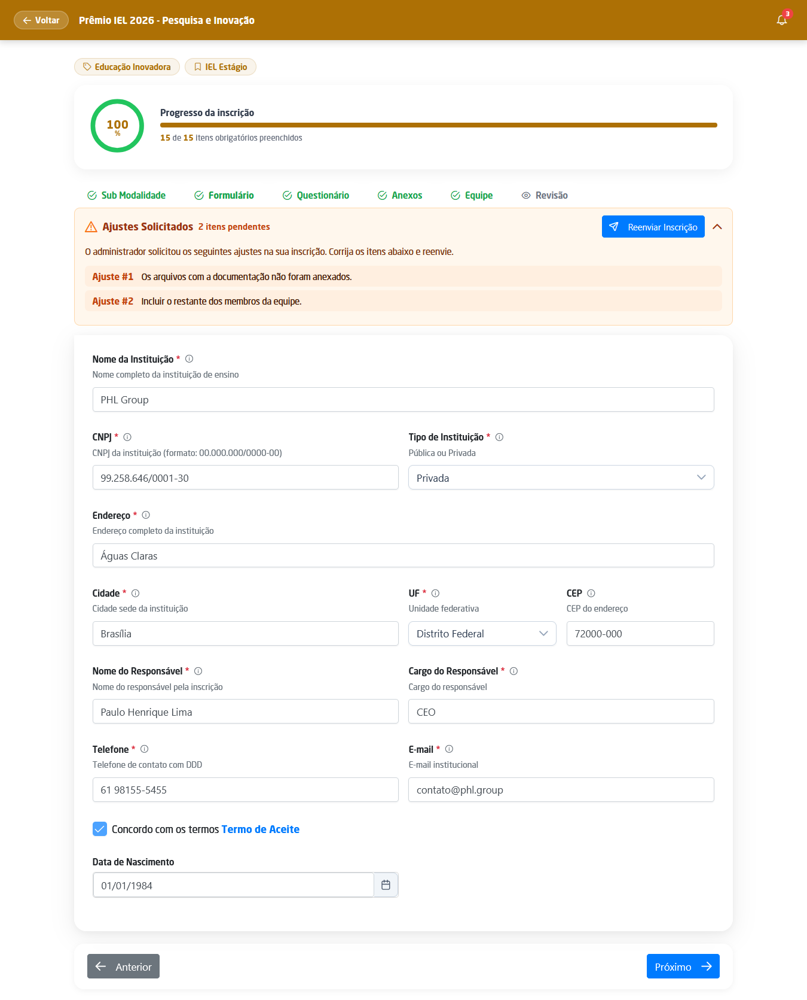 Voltar
Prêmio IEL 2026 - Pesquisa e Inovação
3
Educação Inovadora
IEL Estágio
100
%
Progresso da inscrição
15 de 15 itens obrigatórios preenchidos
Sub Modalidade
Formulário
Questionário
Anexos
Equipe
Revisão
Ajustes Solicitados 2 itens pendentes
Reenviar Inscrição
O administrador solicitou os seguintes ajustes na sua inscrição. Corrija os itens abaixo e reenvie.
Ajuste #1 Os arquivos com a documentação não foram anexados.
Ajuste #2 Incluir o restante dos membros da equipe.
Nome da Instituição *
Nome completo da instituição de ensino
PHL Group
CNPJ *
CNPJ da instituição (formato: 00.000.000/0000-00)
99.258.646/0001-30
Tipo de Instituição *
Pública ou Privada
Privada
Endereço *
Endereço completo da instituição
Águas Claras
Cidade *
Cidade sede da instituição
Brasília
UF *
Unidade federativa
Distrito Federal
CEP
CEP do endereço
72000-000
Nome do Responsável *
Nome do responsável pela inscrição
Paulo Henrique Lima
Cargo do Responsável *
Cargo do responsável
CEO
Telefone *
Telefone de contato com DDD
61 98155-5455
E-mail *
E-mail institucional
contato@phl.group
Concordo com os termos Termo de Aceite
Data de Nascimento
01/01/1984
Anterior
Próximo